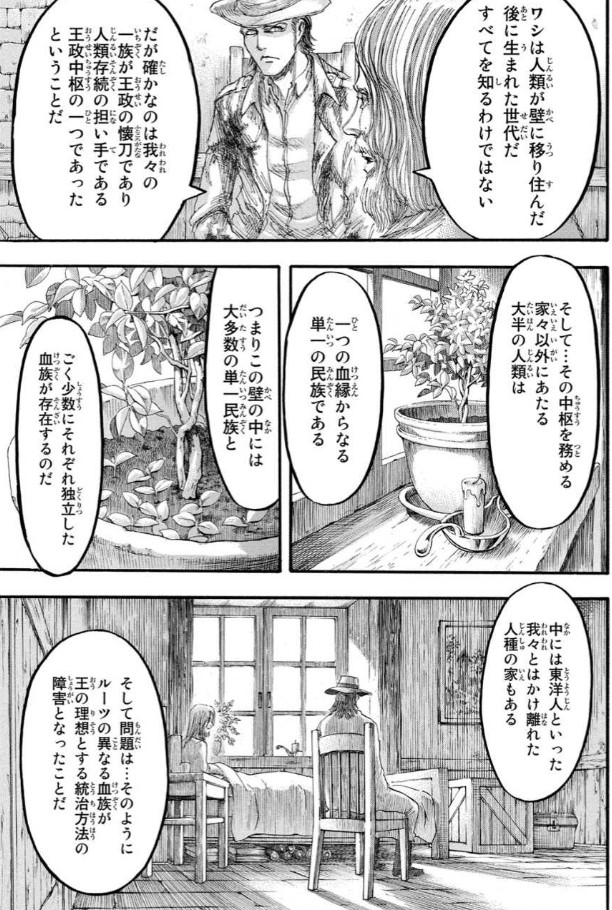 ワシは人類が壁に移り住んだ
後に生まれた世代だ
すべてを知るわけではない
だが確かなのは我々の
一族が王政の懐刀であり
人類存続の担い手である
王政中枢の一つであった
ということだ
そして…その中枢を務める
家々以外にあたる
大半の人類は
一つの血縁からなる
単一の民族である
つまりこの壁の中には
大多数の単一民族と
ごく少数にそれぞれ独立した
血族が存在するのだ
中には東洋人といった
我々とはかけ離れた
人種の家もある
そして問題は…そのように
ルーツの異なる血族が
王の理想とする統治方法の
障害となったことだ